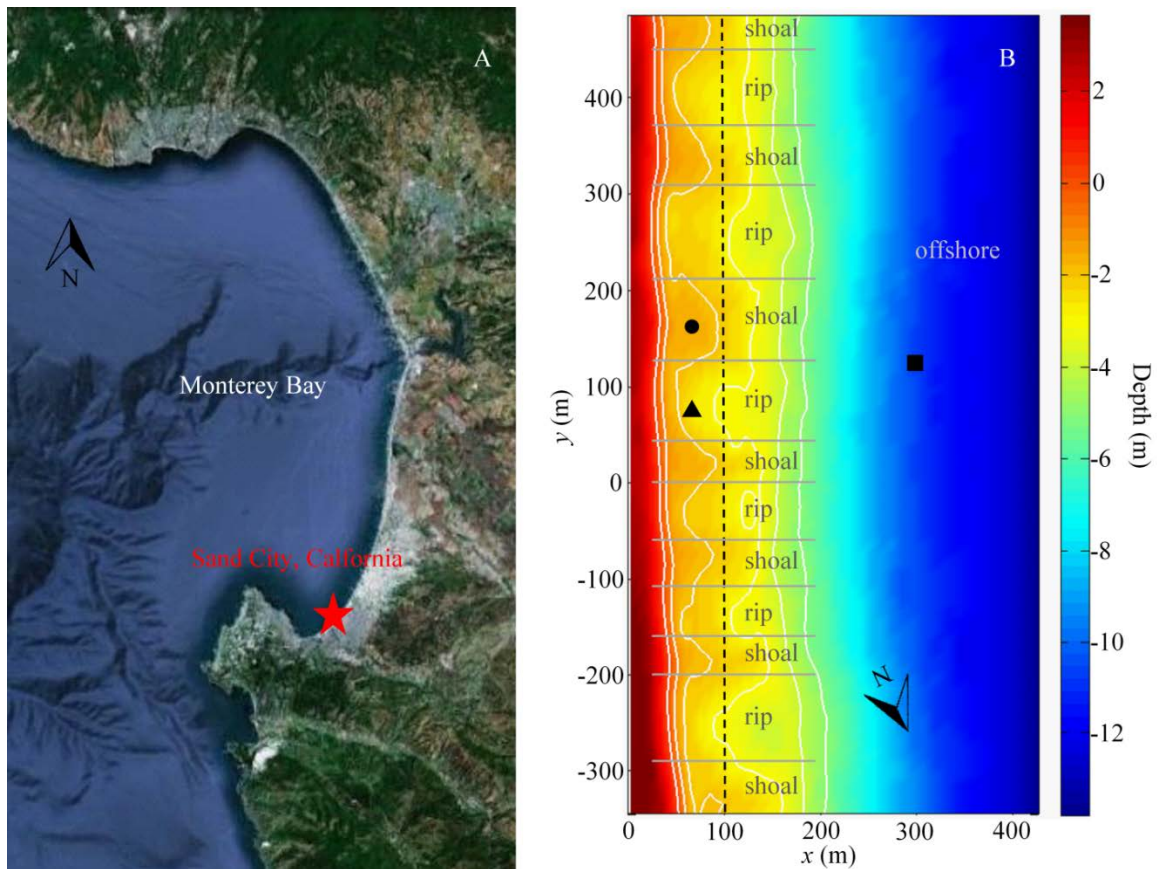 A
N
Monterey Bay
Sand City, Calfornia
B
shoal
rip
shoal
rip
shoal
rip
shoal
rip
shoal
rip
shoal
rip
shoal
offshore
N
400
300
200
100
0
-100
-200
-300
y (m)
0 100 200 300 400
x (m)
2
0
-2
-4
-6
-8
-10
-12
Depth (m)